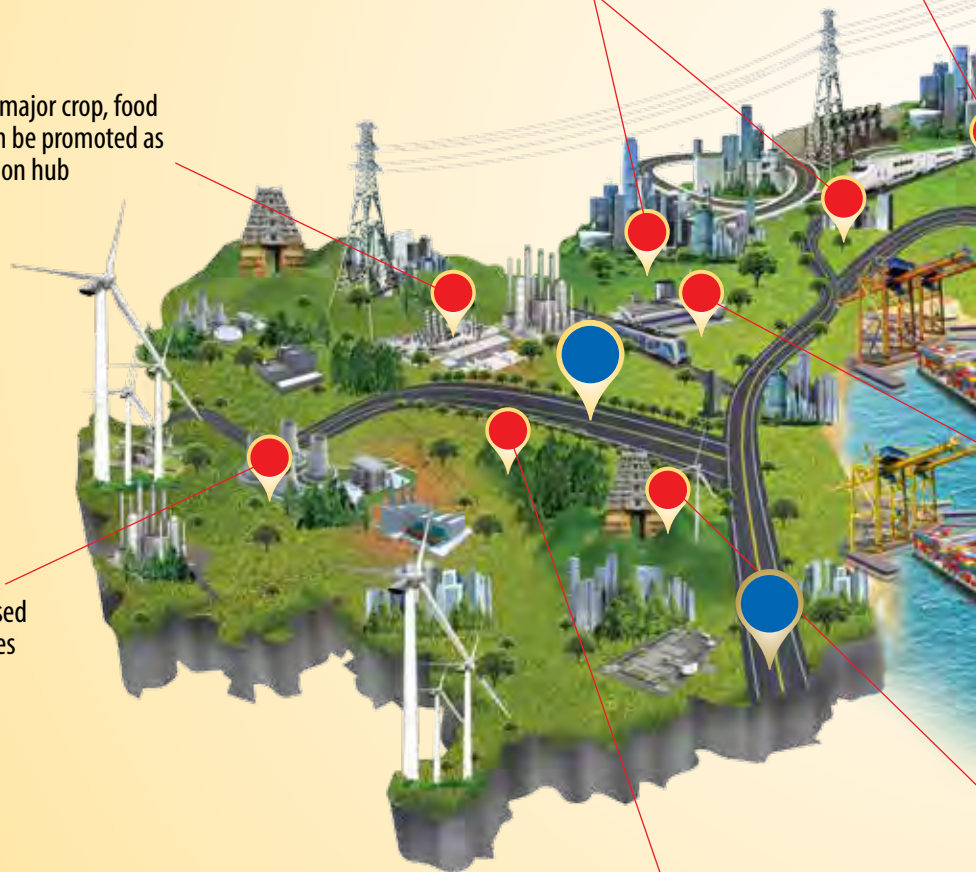 major crop, food
n be promoted as
on hub
sed
es